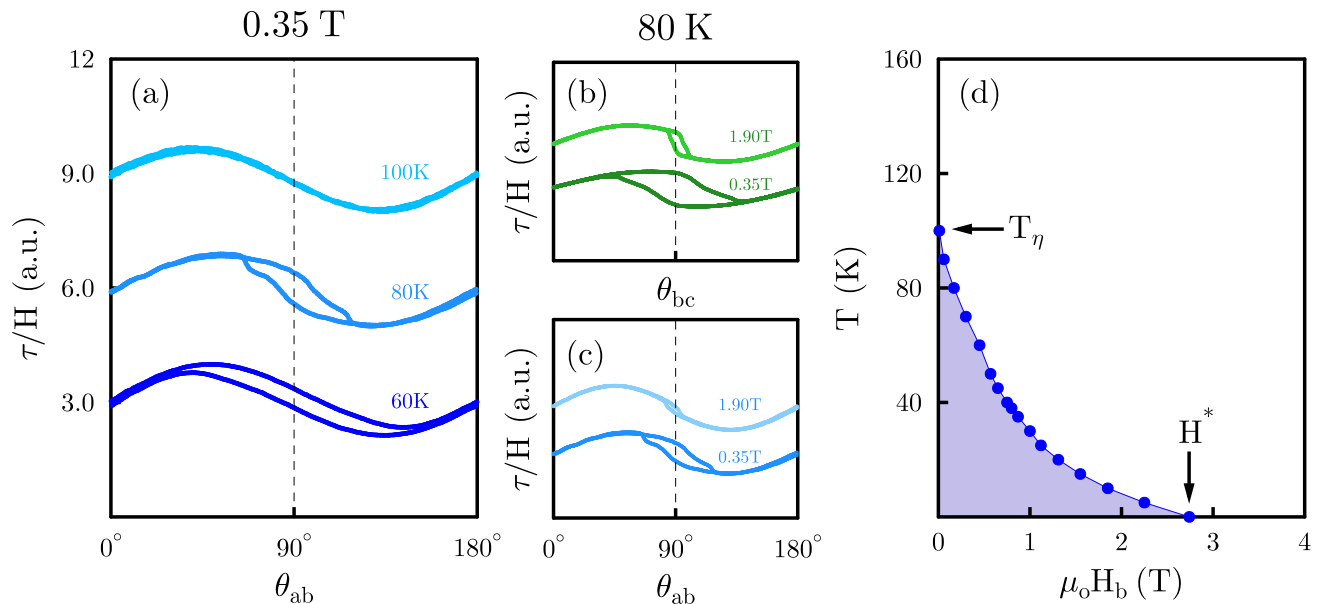 0.35 T
80 K
(a)
12
9.0
6.0
3.0
τ/H (a.u.)
100K
80K
60K
0° 90° 180°
θab
(b)
τ/H (a.u.)
1.90T
0.35T
θbc
(c)
τ/H (a.u.)
1.90T
0.35T
0° 90° 180°
θab
(d)
160
120
80
40
T (K)
Tη
H*
0 1 2 3 4
μoHb (T)